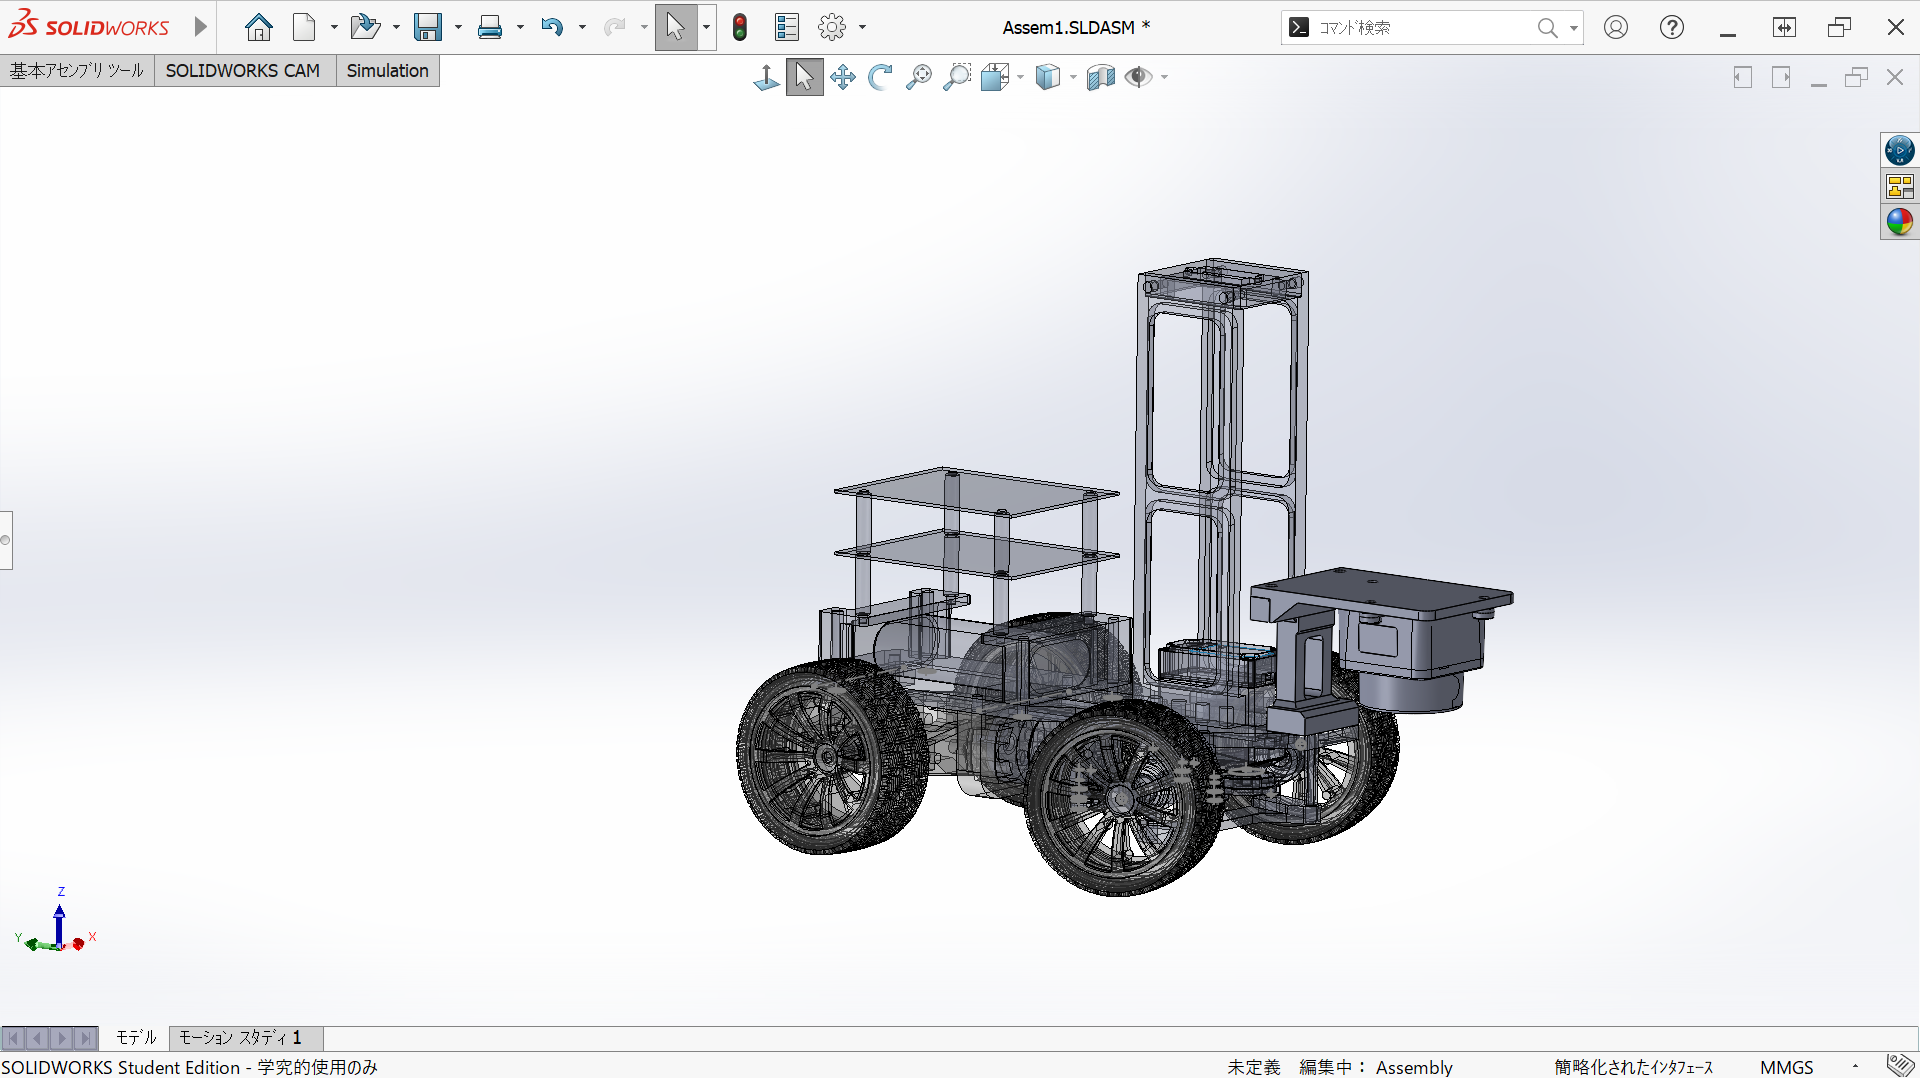 SOLIDWORKS
Assem1.SLDASM *
コマンド検索
基本アセンブリ ツール
SOLIDWORKS CAM
Simulation
Z
Y
X
モデル
モーション スタディ 1
SOLIDWORKS Student Edition - 学究的使用のみ
未定義
編集中： Assembly
簡略化されたインタフェース
MMGS